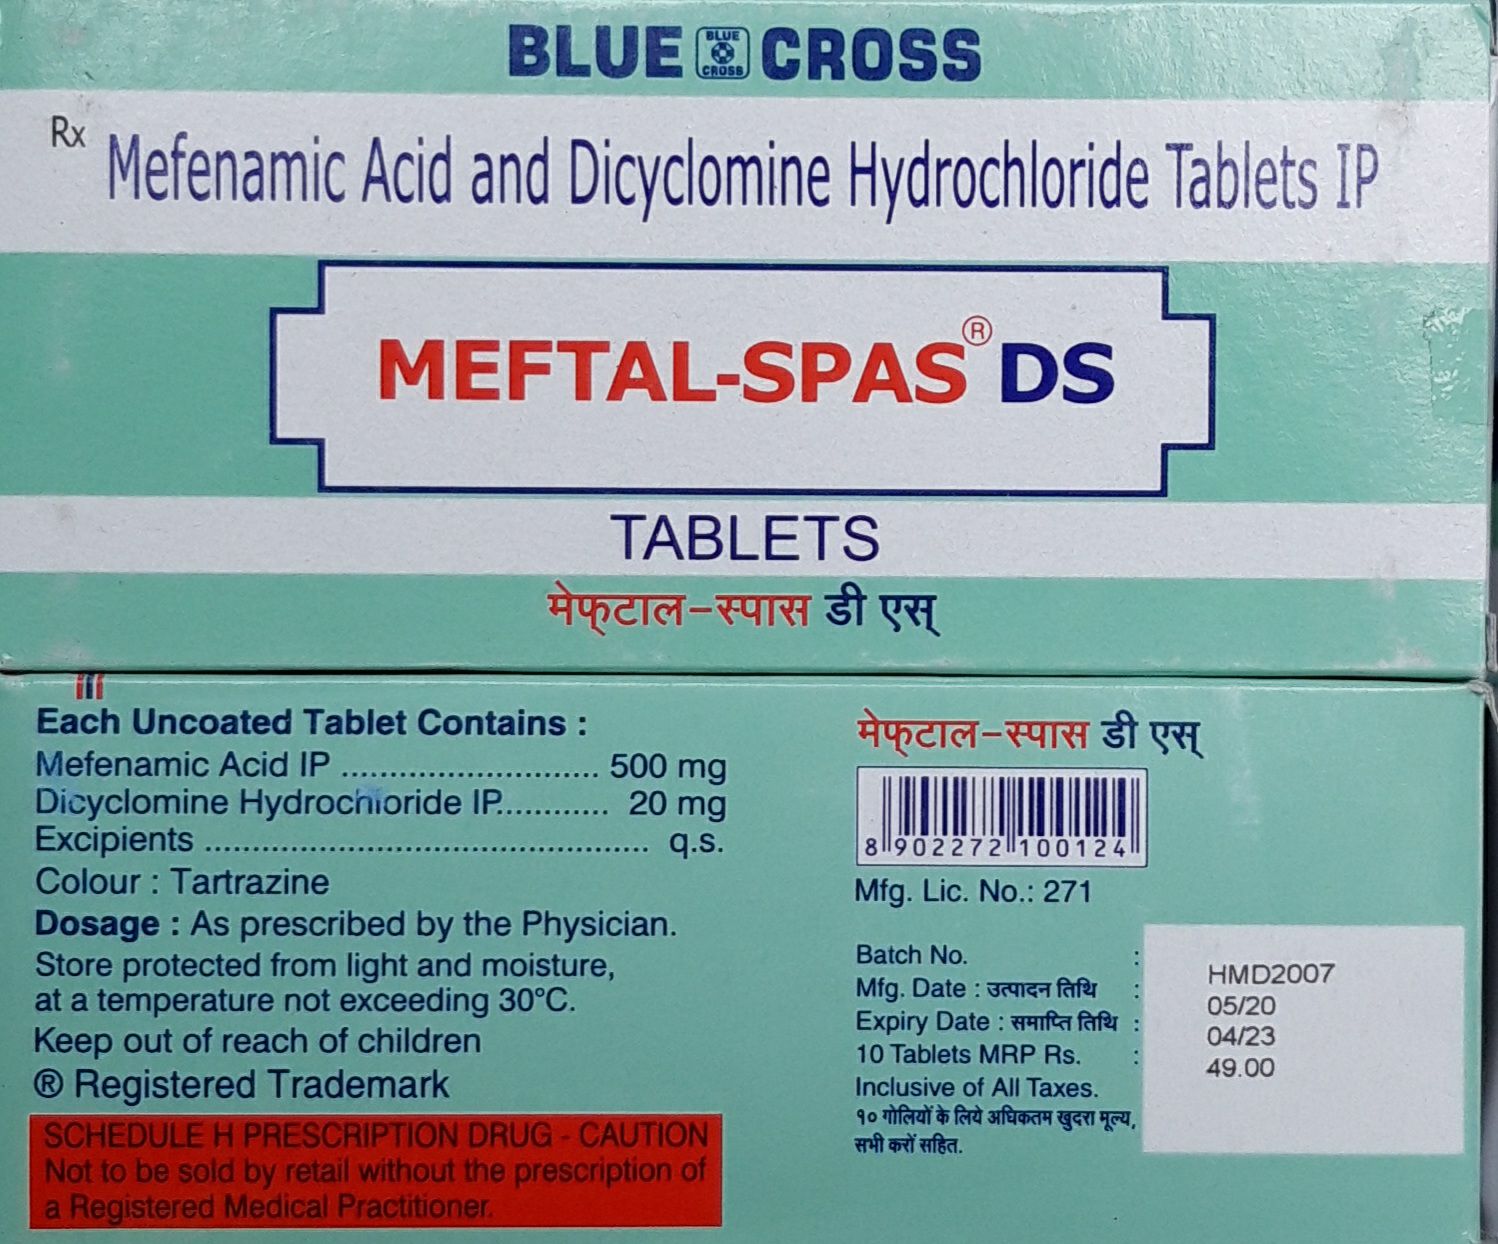 BLUE BLUE CROSS CROSS
Rx Mefenamic Acid and Dicyclomine Hydrochloride Tablets IP
MEFTAL-SPAS® DS
TABLETS
मेफ्टाल-स्पास डी एस्
Each Uncoated Tablet Contains :
Mefenamic Acid IP ........................... 500 mg
Dicyclomine Hydrochloride IP............ 20 mg
Excipients ............................................. q.s.
Colour : Tartrazine
Dosage : As prescribed by the Physician.
Store protected from light and moisture,
at a temperature not exceeding 30°C.
Keep out of reach of children
® Registered Trademark
SCHEDULE H PRESCRIPTION DRUG - CAUTION
Not to be sold by retail without the prescription of
a Registered Medical Practitioner.
मेफ्टाल-स्पास डी एस्
8 902272 100124
Mfg. Lic. No.: 271
Batch No. : HMD2007
Mfg. Date : उत्पादन तिथि : 05/20
Expiry Date : समाप्ति तिथि : 04/23
10 Tablets MRP Rs. : 49.00
Inclusive of All Taxes.
१० गोलियों के लिये अधिकतम खुदरा मूल्य,
सभी करों सहित.